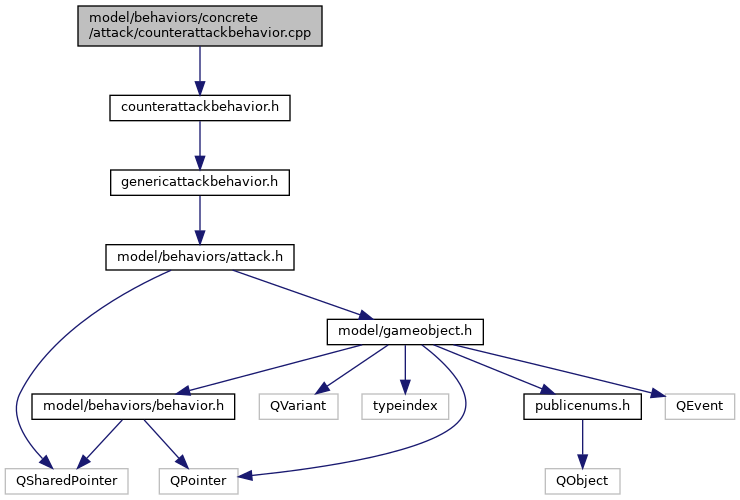 model/behaviors/concrete
/attack/counterattackbehavior.cpp
counterattackbehavior.h
genericattackbehavior.h
model/behaviors/attack.h
model/gameobject.h
model/behaviors/behavior.h
QVariant
typeindex
publicenums.h
QEvent
QSharedPointer
QPointer
QObject